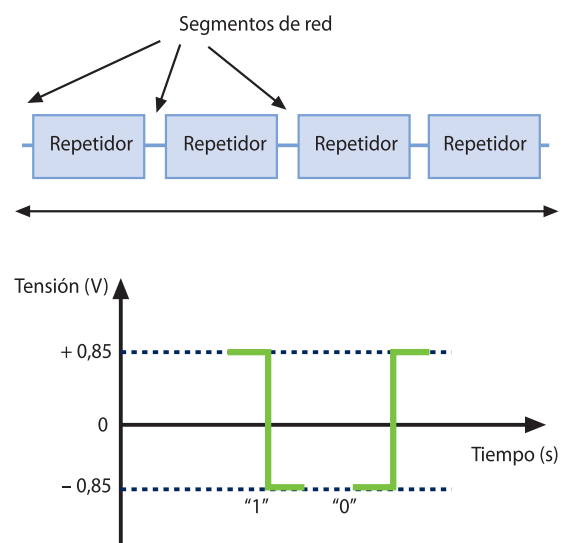 Segmentos de red
Repetidor Repetidor Repetidor Repetidor
Tensión (V)
+ 0,85
0
Tiempo (s)
– 0,85
“1” “0”